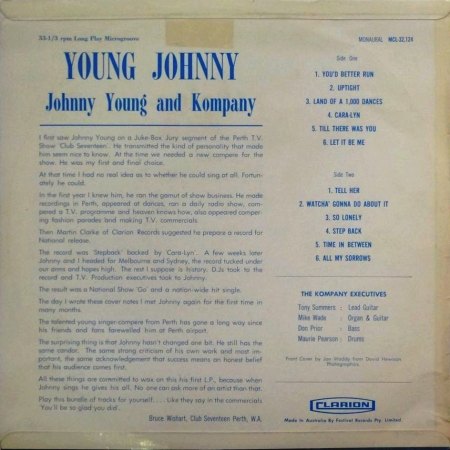 33-1/3 rpm Long Play Microgroove
MONAURAL MCL-32,124
YOUNG JOHNNY
Johnny Young and Kompany
I first saw Johnny Young on a Juke-Box Jury segment of the Perth T.V.
Show 'Club Seventeen'. He transmitted the kind of personality that made
him seem nice to know. At the time we needed a new compere for the
show. He was my first and final choice.
At that time I had no real idea as to whether he could sing at all. Fort-
unately he could.
In the first year I knew him, he ran the gamut of show business. He made
recordings in Perth, appeared at dances, ran a daily radio show, comper-
ed a T.V. programme and heaven knows how, also appeared comper-
ing fashion parades and making T.V. commercials.
Then Martin Clarke of Clarion Records suggested he prepare a record for
National release.
The record was 'Stepback' backed by Cara-Lyn'. A few weeks later
Johnny and I headed for Melbourne and Sydney, the record tucked under
our arms and hopes high. The rest I suppose is history. D.Js took to the
record and T.V. Production executives took to Johnny.
The result was a National Show 'Go' and a nation-wide hit single.
The day I wrote these cover notes I met Johnny again for the first time in
many months.
The talented young singer-compere from Perth has gone a long way since
his friends and fans farewelled him at Perth airport.
The surprising thing is that Johnny hasn't changed one bit. He still has the
same candor. The same strong criticism of his own work and most imp-
ortant, the same acknowledgement that success means an honest belief
that his audience comes first.
All these things are committed to wax on this his first L.P., because when
Johnny sings he gives his all. No one can ask more of an artist than that.
Play this bundle of tracks for yourself. . . . Like they say in the commercials
'You'll be so glad you did'.
Bruce Wishart, Club Seventeen Perth, W.A.
Side One
1. YOU'D BETTER RUN
2. UPTIGHT
3. LAND OF A 1,000 DANCES
4. CARA-LYN
5. TILL THERE WAS YOU
6. LET IT BE ME
Side Two
1. TELL HER
2. WATCHA' GONNA DO ABOUT IT
3. SO LONELY
4. STEP BACK
5. TIME IN BETWEEN
6. ALL MY SORROWS
THE KOMPANY EXECUTIVES
Tony Summers : Lead Guitar
Mike Wade : Organ & Guitar
Don Prior : Bass
Maurie Pearson : Drums
Front Cover by Jan Waddy from David Hewison
Photographics.
CLARION
Made In Australia By Festival Records Pty. Limited.